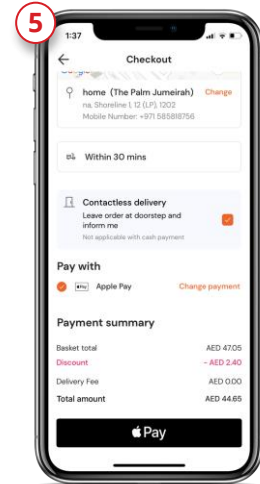 5
1:37
Checkout
Google
home (The Palm Jumeirah) Change
na, Shoreline 1, 12 (LP), 1202
Mobile Number: +971 585818756
Within 30 mins
Contactless delivery
Leave order at doorstep and
inform me
Not applicable with cash payment
Pay with
Pay Apple Pay Change payment
Payment summary
Basket total AED 47.05
Discount - AED 2.40
Delivery Fee AED 0.00
Total amount AED 44.65
Pay